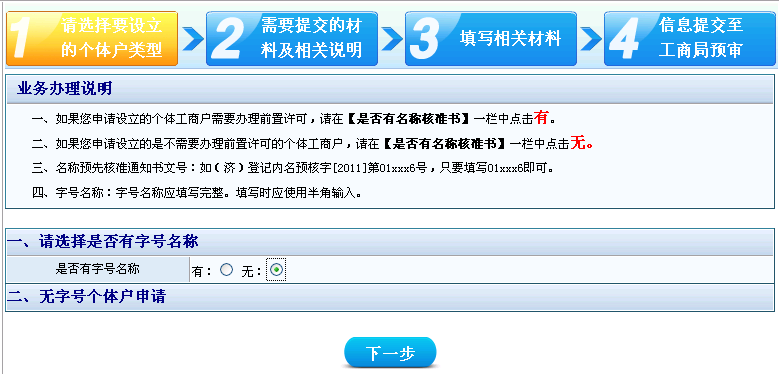 1 请选择要设立
的个体户类型
2 需要提交的材
料及相关说明
3 填写相关材料
4 信息提交至
工商局预审
业务办理说明
一、如果您申请设立的个体工商户需要办理前置许可，请在【是否有名称核准书】一栏中点击有。
二、如果您申请设立的是不需要办理前置许可的个体工商户，请在【是否有名称核准书】一栏中点击无。
三、名称预先核准通知书文号：如（济）登记内名预核字[2011]第01xxx6号，只要填写01xxx6即可。
四、字号名称：字号名称应填写完整。填写时应使用半角输入。
一、请选择是否有字号名称
是否有字号名称 有： 无：
二、无字号个体户申请
下一步